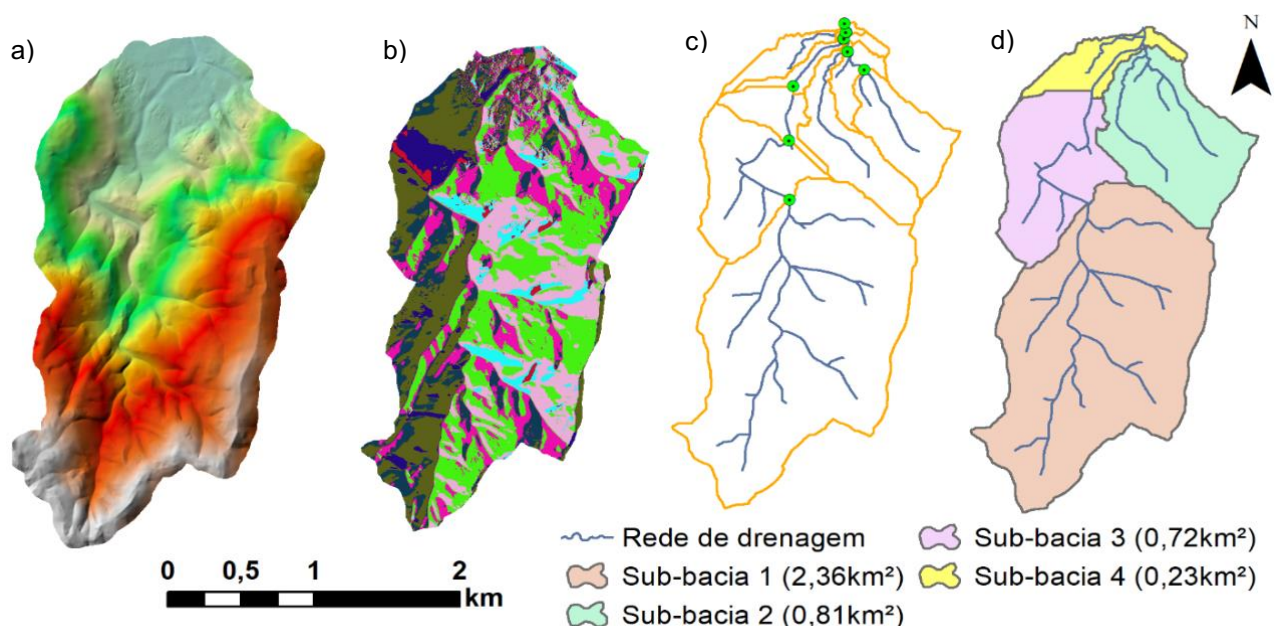 a)
b)
c)
d)
N
Rede de drenagem
Sub-bacia 1 (2,36km²)
Sub-bacia 2 (0,81km²)
Sub-bacia 3 (0,72km²)
Sub-bacia 4 (0,23km²)
0 0,5 1 2
km